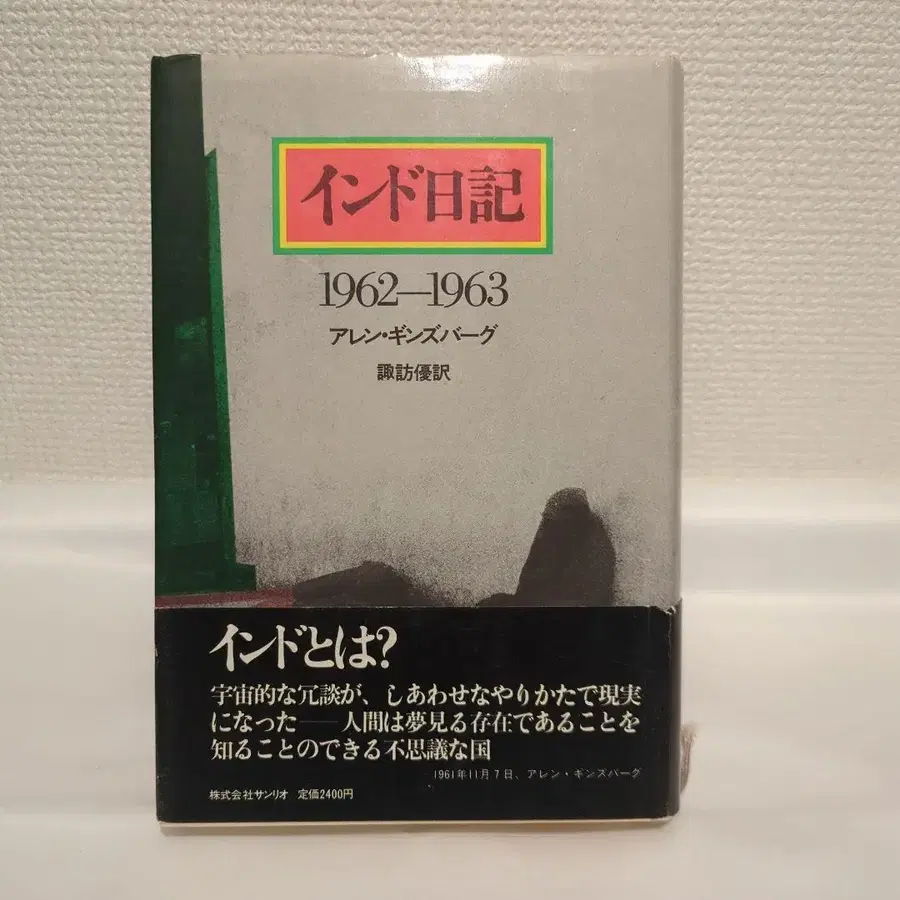 インド日記
1962—1963
アレン・ギンズバーグ
諏訪優訳
インドとは?
宇宙的な冗談が、しあわせなやりかたで現実
になった——人間は夢見る存在であることを
知ることのできる不思議な国
1961年11月7日、アレン・ギンズバーグ
株式会社サンリオ 定価2400円